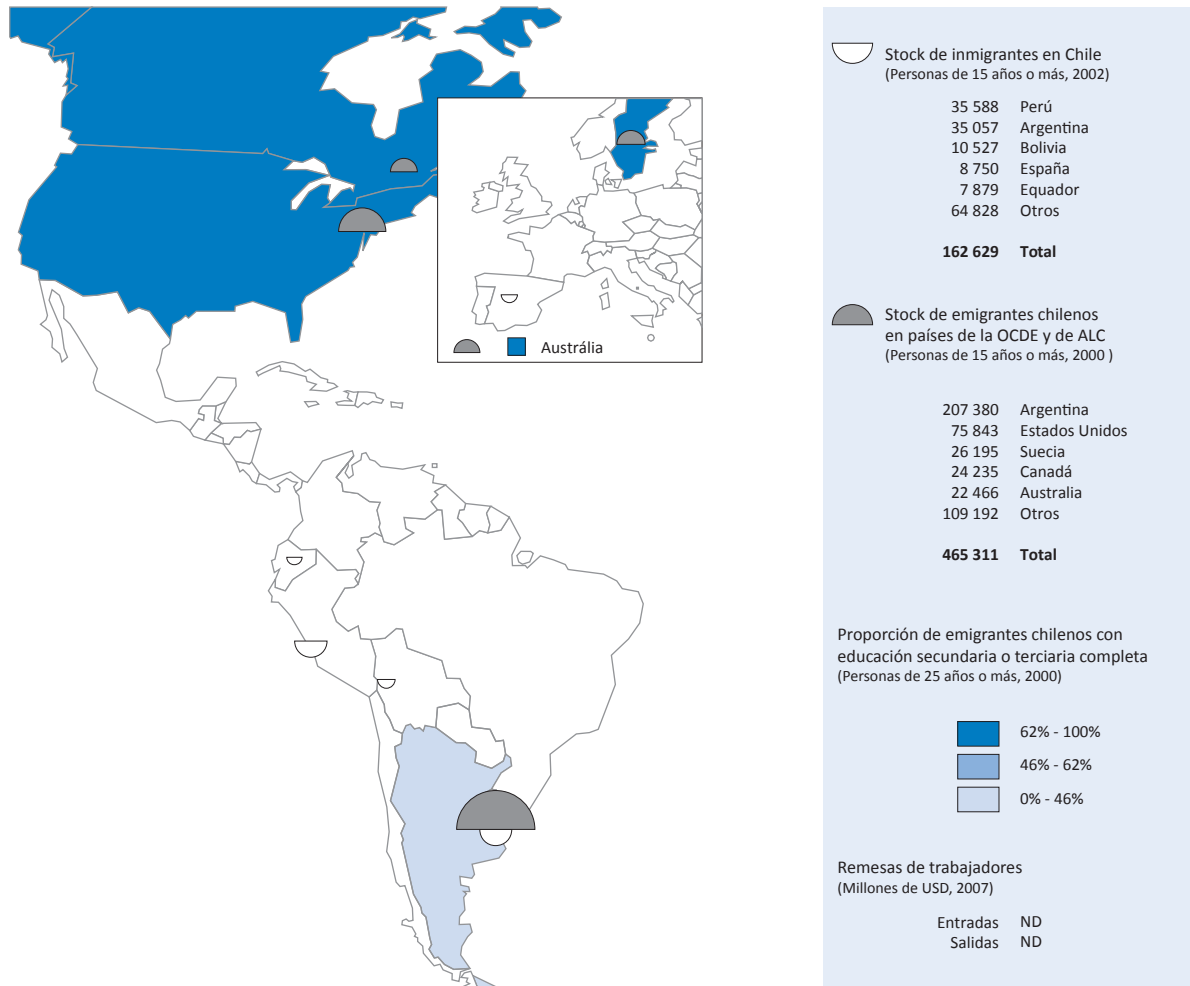 Austrália
Stock de inmigrantes en Chile
(Personas de 15 años o más, 2002)
35 588 Perú
35 057 Argentina
10 527 Bolivia
8 750 España
7 879 Equador
64 828 Otros
162 629 Total
Stock de emigrantes chilenos
en países de la OCDE y de ALC
(Personas de 15 años o más, 2000 )
207 380 Argentina
75 843 Estados Unidos
26 195 Suecia
24 235 Canadá
22 466 Australia
109 192 Otros
465 311 Total
Proporción de emigrantes chilenos con
educación secundaria o terciaria completa
(Personas de 25 años o más, 2000)
62% - 100%
46% - 62%
0% - 46%
Remesas de trabajadores
(Millones de USD, 2007)
Entradas ND
Salidas ND